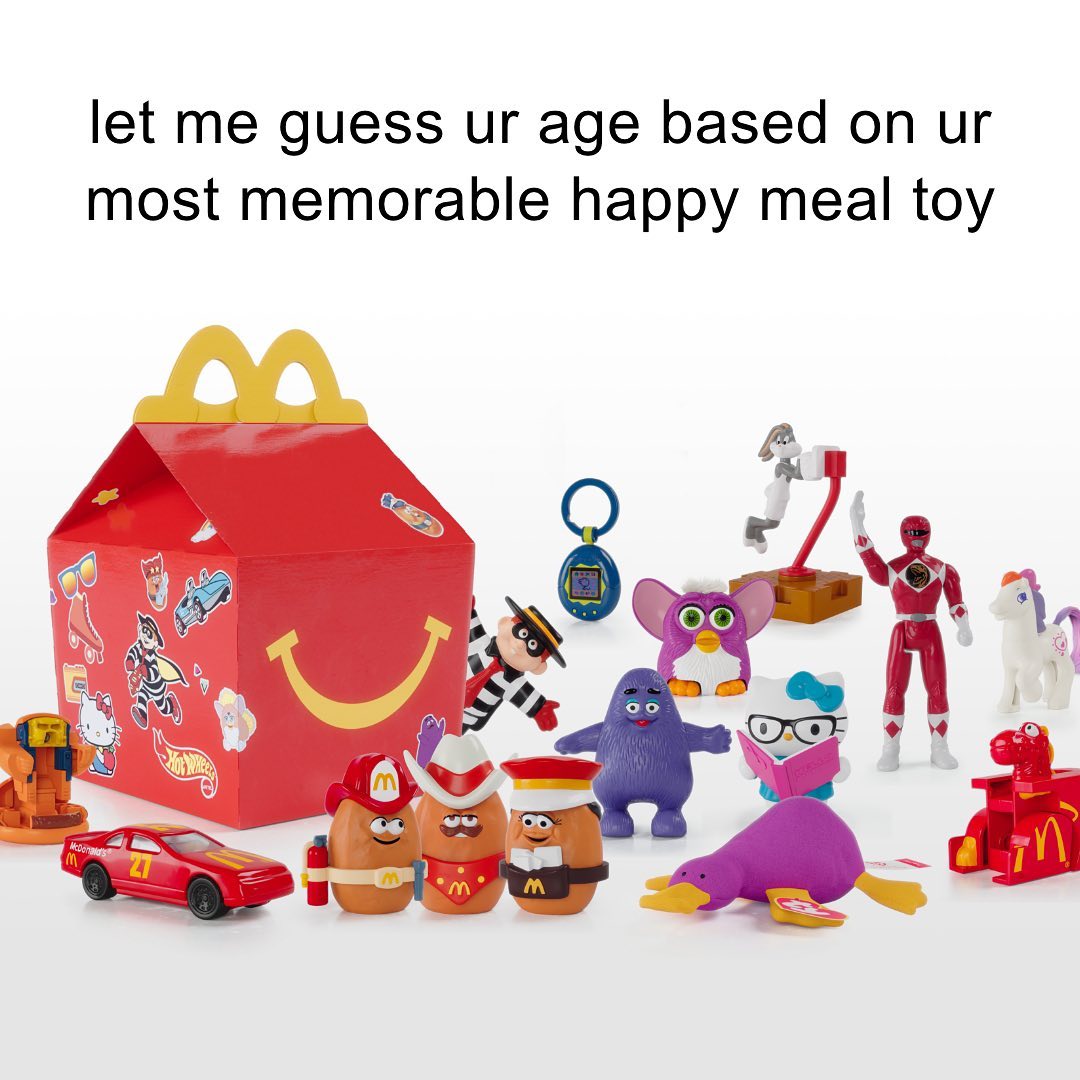 let me guess ur age based on ur
most memorable happy meal toy
HOT WHEELS
McDonald's
27